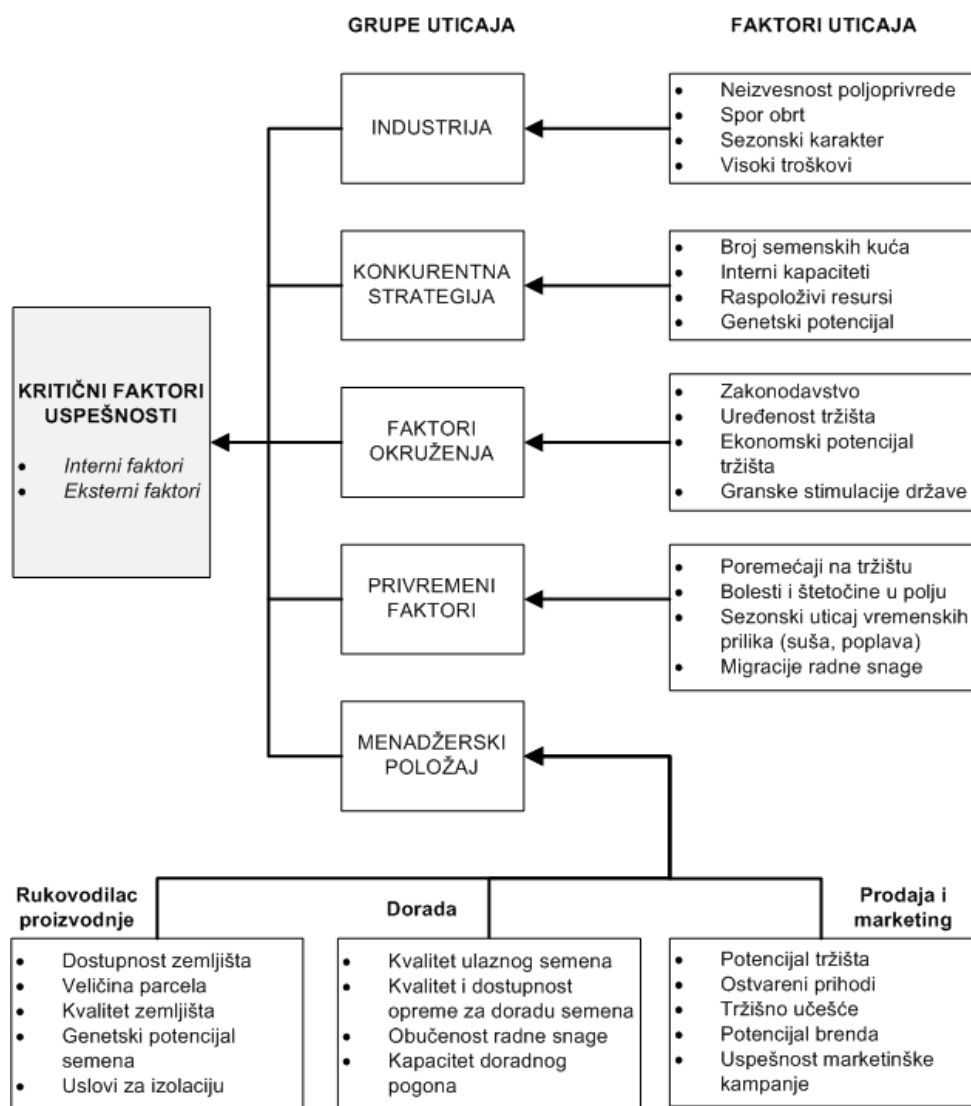 GRUPE UTICAJA
FAKTORI UTICAJA
INDUSTRIJA
• Neizvesnost poljoprivrede
• Spor obrt
• Sezonski karakter
• Visoki troškovi
KONKURENTNA
STRATEGIJA
• Broj semenskih kuća
• Interni kapaciteti
• Raspoloživi resursi
• Genetski potencijal
KRITIČNI FAKTORI
USPEŠNOSTI
• Interni faktori
• Eksterni faktori
FAKTORI
OKRUŽENJA
• Zakonodavstvo
• Uređenost tržišta
• Ekonomski potencijal
tržišta
• Granske stimulacije države
PRIVREMENI
FAKTORI
• Poremećaji na tržištu
• Bolesti i štetočine u polju
• Sezonski uticaj vremenskih
prilika (suša, poplava)
• Migracije radne snage
MENADŽERSKI
POLOŽAJ
Rukovodilac
proizvodnje
• Dostupnost zemljišta
• Veličina parcela
• Kvalitet zemljišta
• Genetski potencijal
semena
• Uslovi za izolaciju
Dorada
• Kvalitet ulaznog semena
• Kvalitet i dostupnost
opreme za doradu semena
• Obučenost radne snage
• Kapacitet doradnog
pogona
Prodaja i
marketing
• Potencijal tržišta
• Ostvareni prihodi
• Tržišno učešće
• Potencijal brenda
• Uspešnost marketinške
kampanje